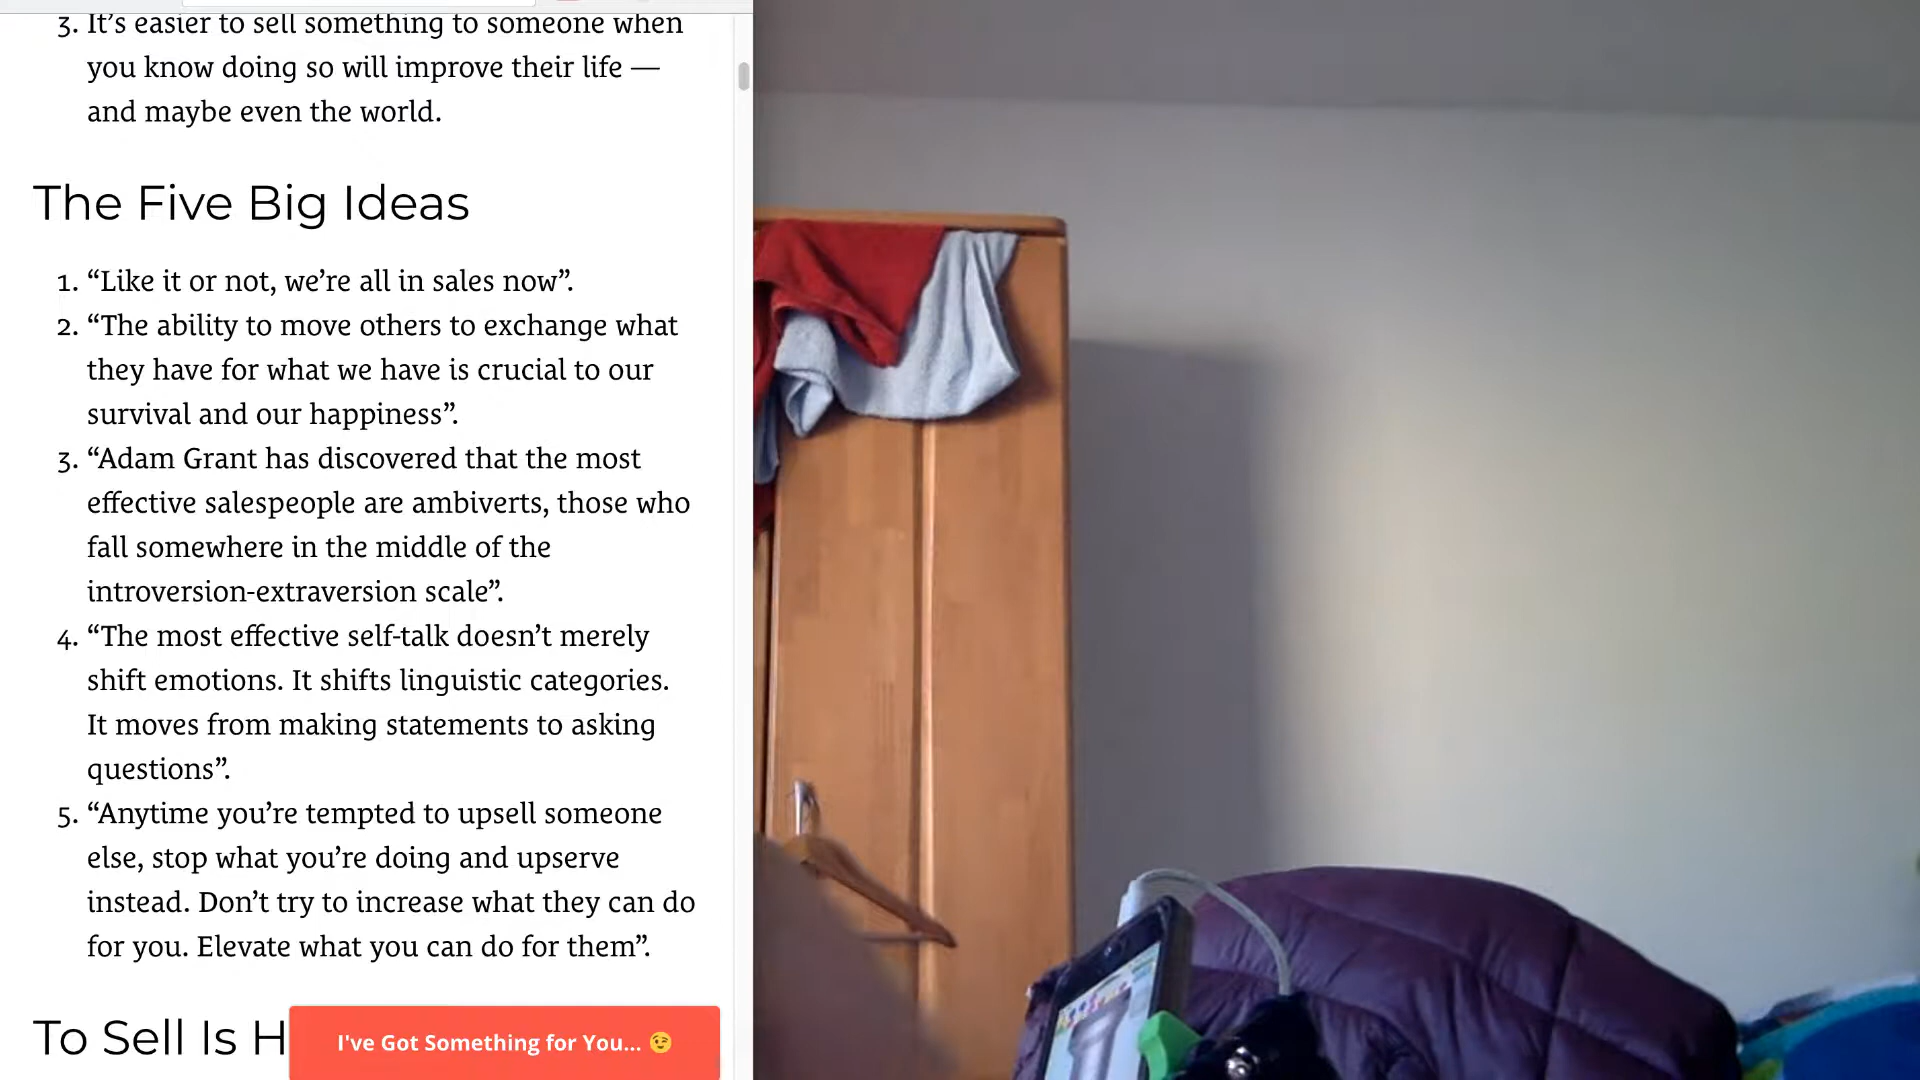 3. It’s easier to sell something to someone when
you know doing so will improve their life —
and maybe even the world.
The Five Big Ideas
1. “Like it or not, we’re all in sales now”.
2. “The ability to move others to exchange what
they have for what we have is crucial to our
survival and our happiness”.
3. “Adam Grant has discovered that the most
effective salespeople are ambiverts, those who
fall somewhere in the middle of the
introversion-extraversion scale”.
4. “The most effective self-talk doesn’t merely
shift emotions. It shifts linguistic categories.
It moves from making statements to asking
questions”.
5. “Anytime you’re tempted to upsell someone
else, stop what you’re doing and upserve
instead. Don’t try to increase what they can do
for you. Elevate what you can do for them”.
To Sell Is H
I've Got Something for You... 😉